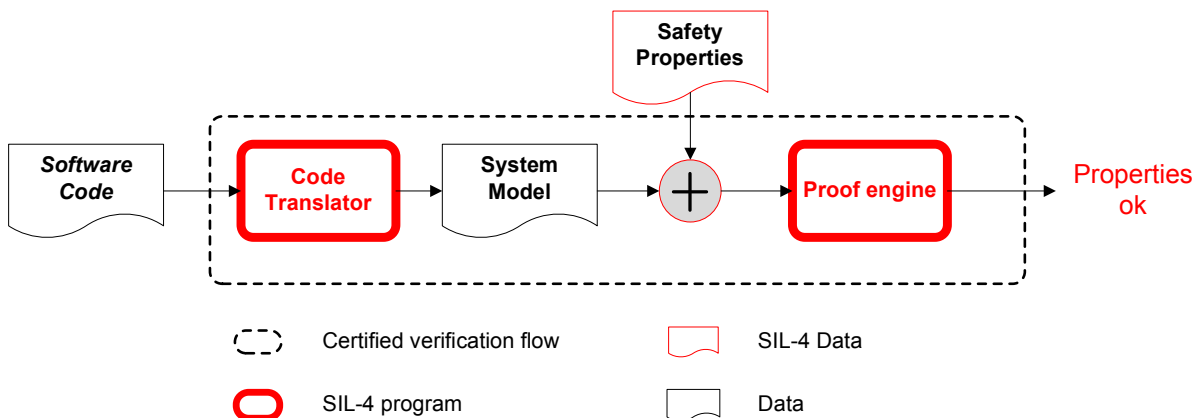 Safety
Properties
Software
Code
Code
Translator
System
Model
Proof engine
Properties
ok
Certified verification flow
SIL-4 Data
SIL-4 program
Data